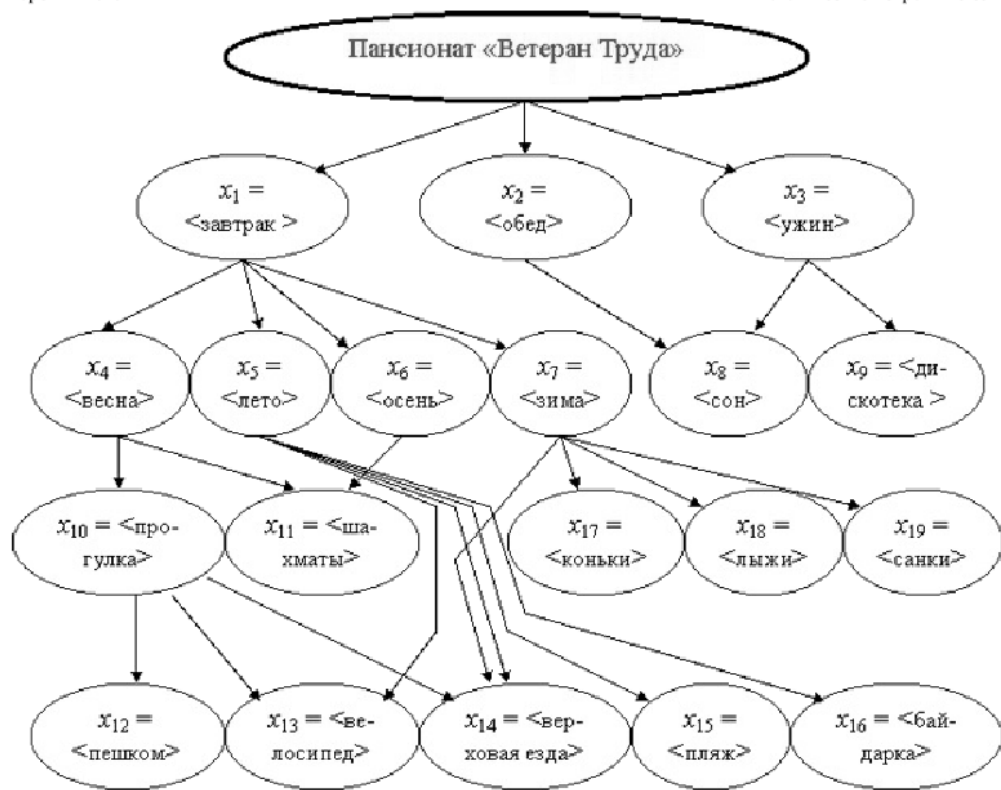 Пансионат «Ветеран Труда»
x₁ =
<завтрак >
x₂ =
<обед>
x₃ =
<ужин>
x₄ =
<весна>
x₅ =
<лето>
x₆ =
<осень>
x₇ =
<зима>
x₈ =
<сон>
x₉ = <ди-
скотека >
x₁₀ = <про-
гулка>
x₁₁ = <ша-
хматы>
x₁₇ =
<коньки>
x₁₈ =
<лыжи>
x₁₉ =
<санки>
x₁₂ =
<пешком>
x₁₃ = <ве-
лосипед>
x₁₄ = <вер-
ховая езда>
x₁₅ =
<пляж>
x₁₆ = <бай-
дарка>